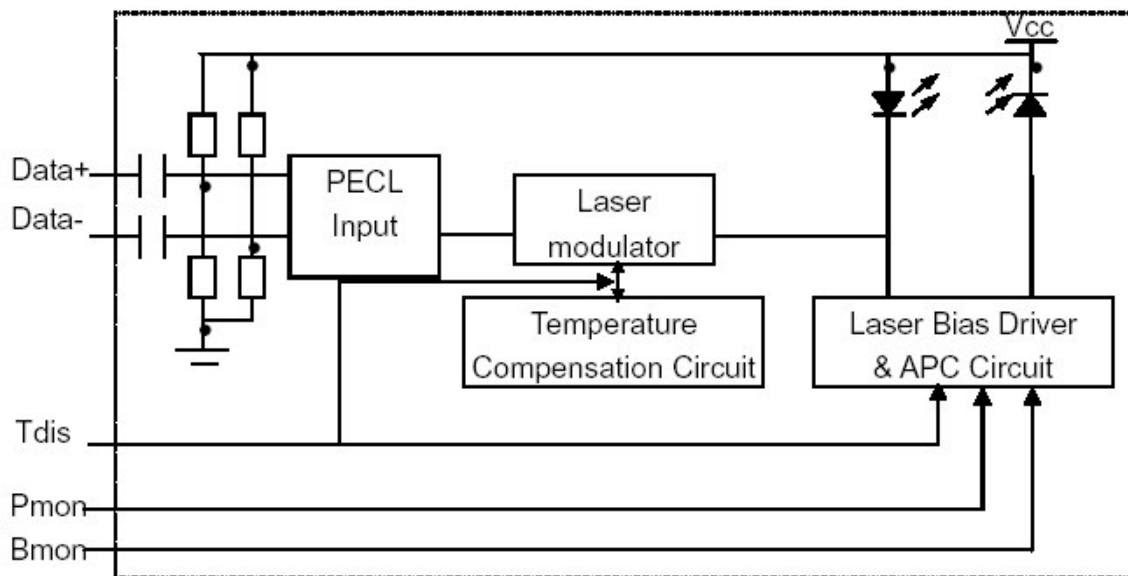 Vcc
Data+
Data-
PECL
Input
Laser
modulator
Temperature
Compensation Circuit
Laser Bias Driver
& APC Circuit
Tdis
Pmon
Bmon